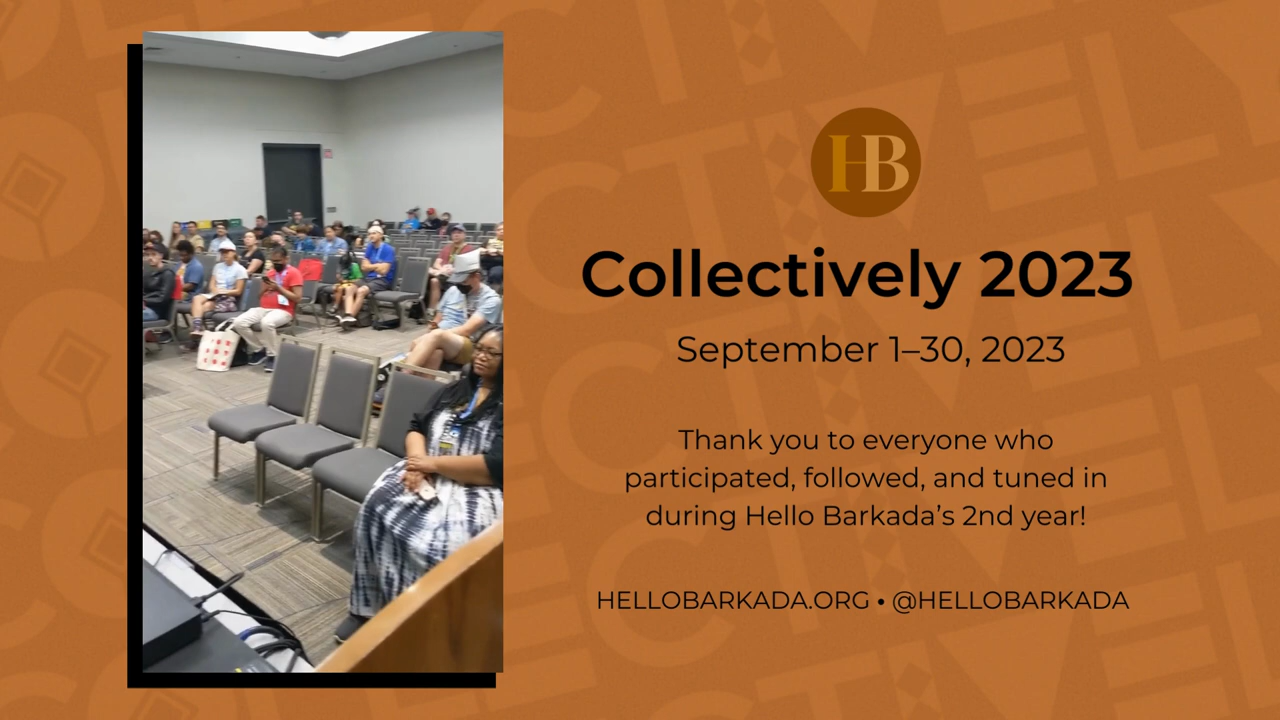 HB
Collectively 2023
September 1–30, 2023
Thank you to everyone who
participated, followed, and tuned in
during Hello Barkada’s 2nd year!
HELLOBARKADA.ORG • @HELLOBARKADA